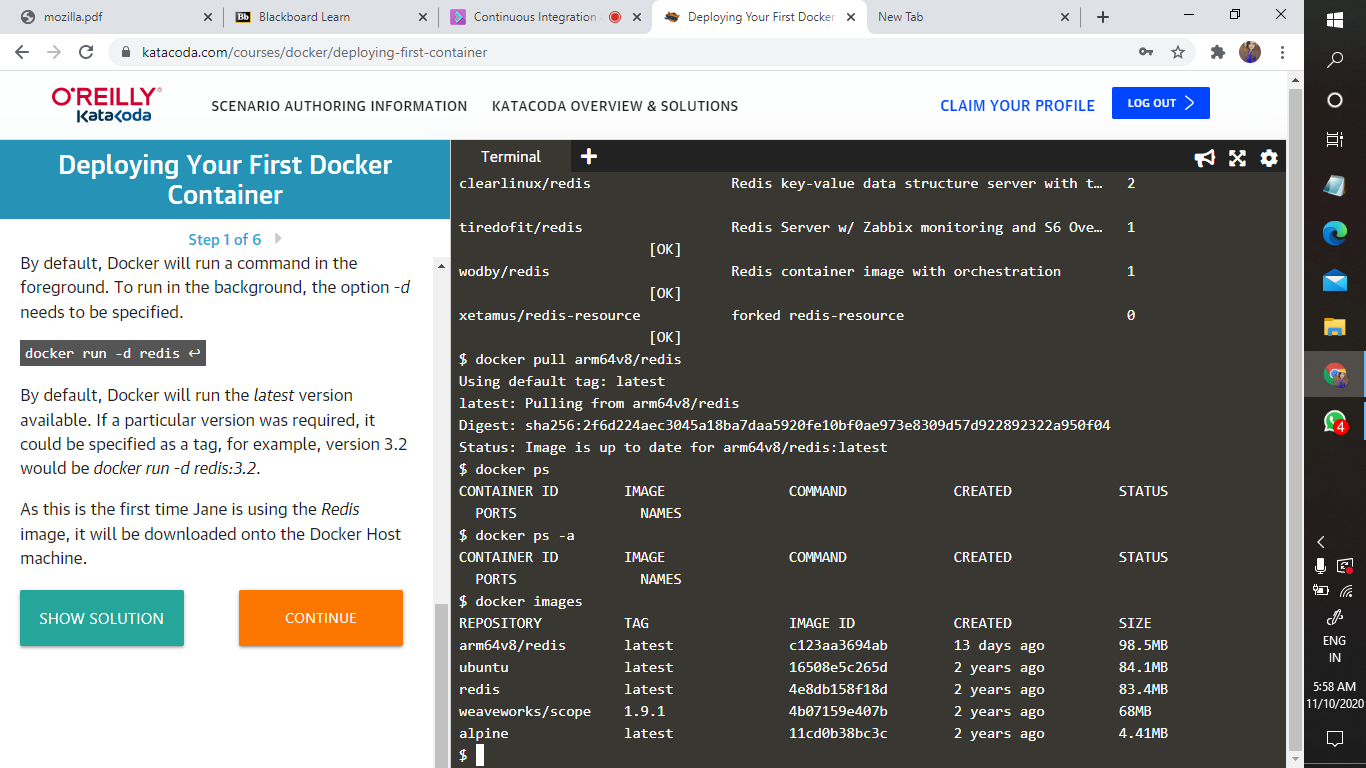 mozilla.pdf
Bb Blackboard Learn
Continuous Integration
Deploying Your First Docker
New Tab
katacoda.com/courses/docker/deploying-first-container
O'REILLY®
Katacoda
SCENARIO AUTHORING INFORMATION
KATACODA OVERVIEW & SOLUTIONS
CLAIM YOUR PROFILE
LOG OUT
Deploying Your First Docker
Container
Step 1 of 6
By default, Docker will run a command in the
foreground. To run in the background, the option -d
needs to be specified.
docker run -d redis ↩
By default, Docker will run the latest version
available. If a particular version was required, it
could be specified as a tag, for example, version 3.2
would be docker run -d redis:3.2.
As this is the first time Jane is using the Redis
image, it will be downloaded onto the Docker Host
machine.
SHOW SOLUTION
CONTINUE
Terminal
clearlinux/redis Redis key-value data structure server with t… 2
tiredofit/redis Redis Server w/ Zabbix monitoring and S6 Ove… 1
[OK]
wodby/redis Redis container image with orchestration 1
[OK]
xetamus/redis-resource forked redis-resource 0
[OK]
$ docker pull arm64v8/redis
Using default tag: latest
latest: Pulling from arm64v8/redis
Digest: sha256:2f6d224aec3045a18ba7daa5920fe10bf0ae973e8309d57d922892322a950f04
Status: Image is up to date for arm64v8/redis:latest
$ docker ps
CONTAINER ID IMAGE COMMAND CREATED STATUS
PORTS NAMES
$ docker ps -a
CONTAINER ID IMAGE COMMAND CREATED STATUS
PORTS NAMES
$ docker images
REPOSITORY TAG IMAGE ID CREATED SIZE
arm64v8/redis latest c123aa3694ab 13 days ago 98.5MB
ubuntu latest 16508e5c265d 2 years ago 84.1MB
redis latest 4e8db158f18d 2 years ago 83.4MB
weaveworks/scope 1.9.1 4b07159e407b 2 years ago 68MB
alpine latest 11cd0b38bc3c 2 years ago 4.41MB
$
4
ENG
IN
5:58 AM
11/10/2020